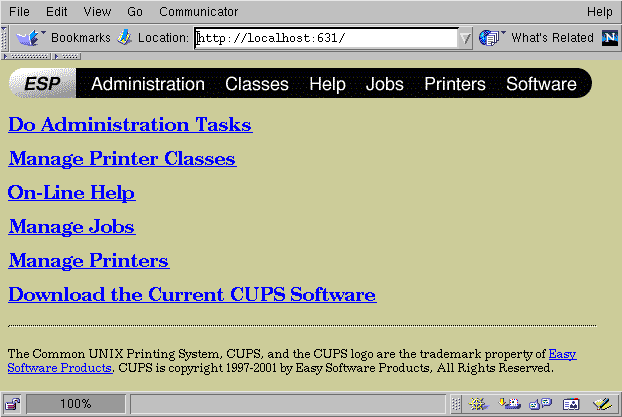 File Edit View Go Communicator Help
Bookmarks Location: http://localhost:631/ What's Related N
ESP Administration Classes Help Jobs Printers Software
Do Administration Tasks
Manage Printer Classes
On-Line Help
Manage Jobs
Manage Printers
Download the Current CUPS Software
The Common UNIX Printing System, CUPS, and the CUPS logo are the trademark property of Easy
Software Products. CUPS is copyright 1997-2001 by Easy Software Products, All Rights Reserved.
100%